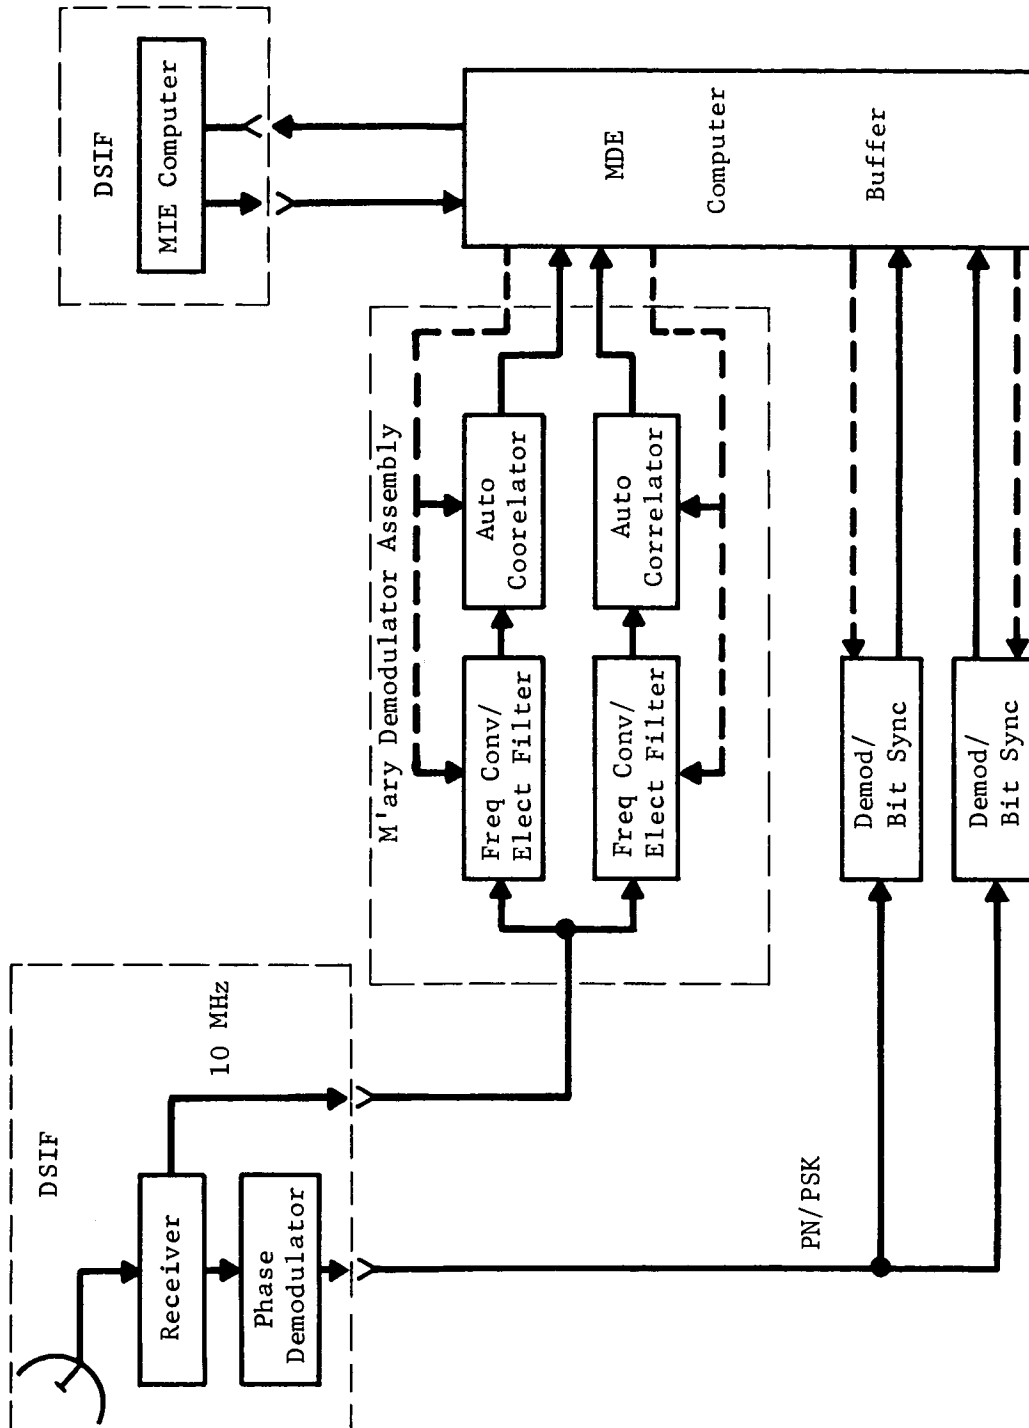 DSIF
Receiver
Phase
Demodulator
10 MHz
PN/PSK
M'ary Demodulator Assembly
Freq Conv/
Elect Filter
Auto
Coorelator
Freq Conv/
Elect Filter
Auto
Correlator
Demod/
Bit Sync
Demod/
Bit Sync
DSIF
MIE Computer
MDE
Computer
Buffer